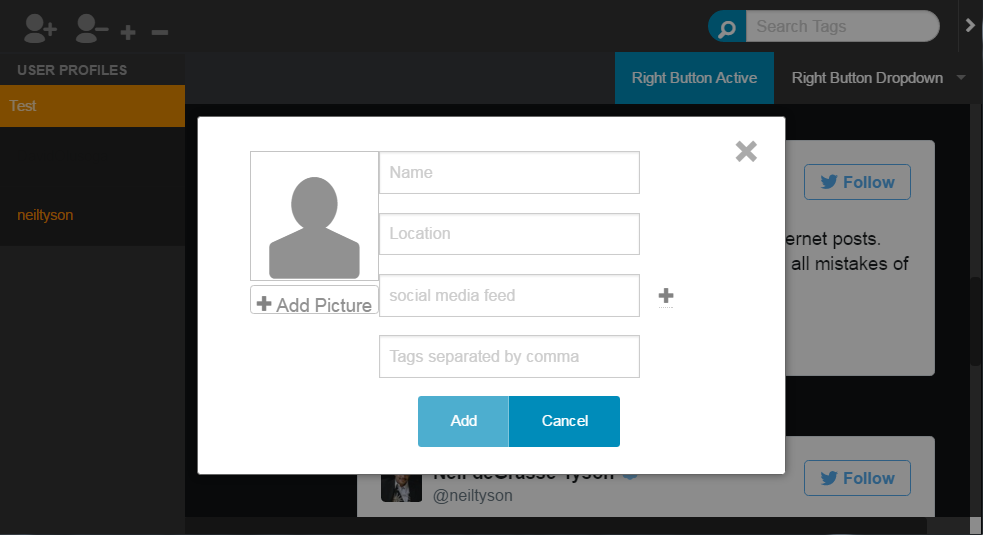 Search Tags
USER PROFILES
Right Button Active
Right Button Dropdown
Test
Name
Follow
neiltyson
Location
ernet posts.
all mistakes of
social media feed
Add Picture
Tags separated by comma
Add
Cancel
Neil deGrasse Tyson
Follow
@neiltyson